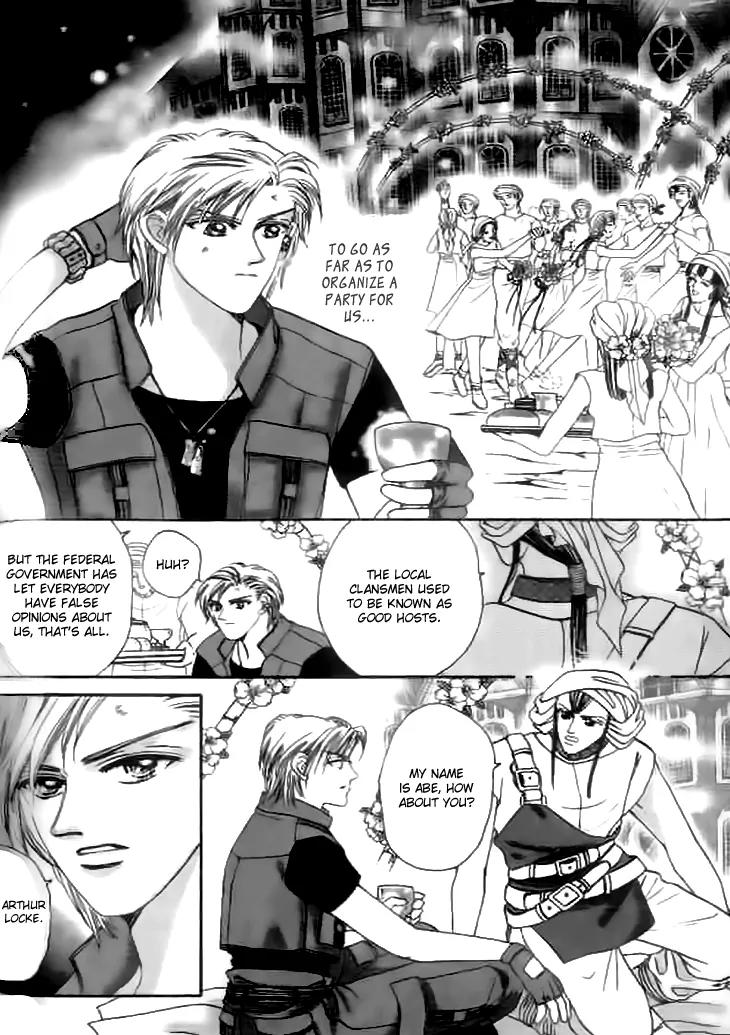 TO GO AS
FAR AS TO
ORGANIZE A
PARTY FOR
US...
THE LOCAL
CLANSMEN USED
TO BE KNOWN AS
GOOD HOSTS.
HUH?
BUT THE FEDERAL
GOVERNMENT HAS
LET EVERYBODY
HAVE FALSE
OPINIONS ABOUT
US, THAT'S ALL.
MY NAME
IS ABE, HOW
ABOUT YOU?
ARTHUR
LOCKE.